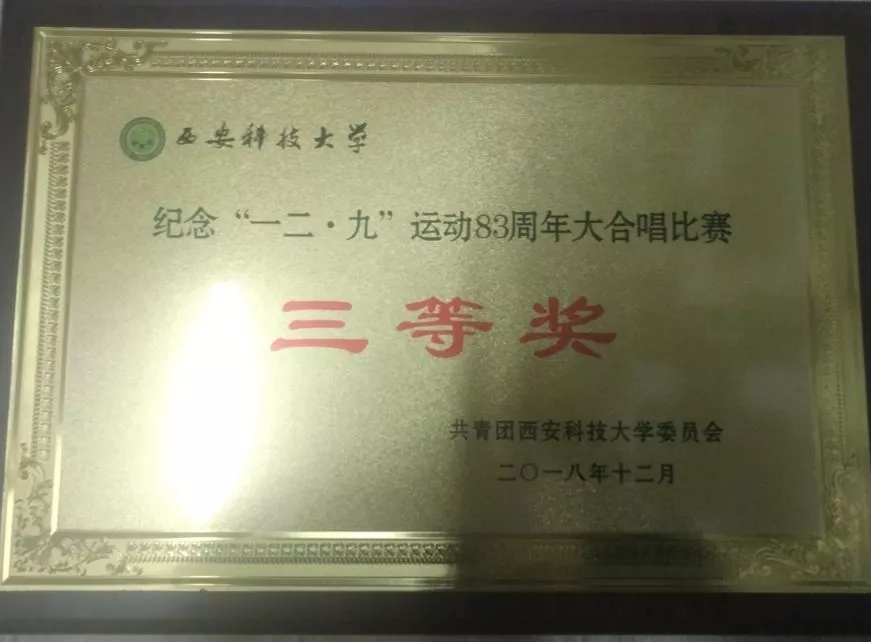 西安科技大学
纪念“一二·九”运动83周年大合唱比赛
三等奖
共青团西安科技大学委员会
二〇一八年十二月